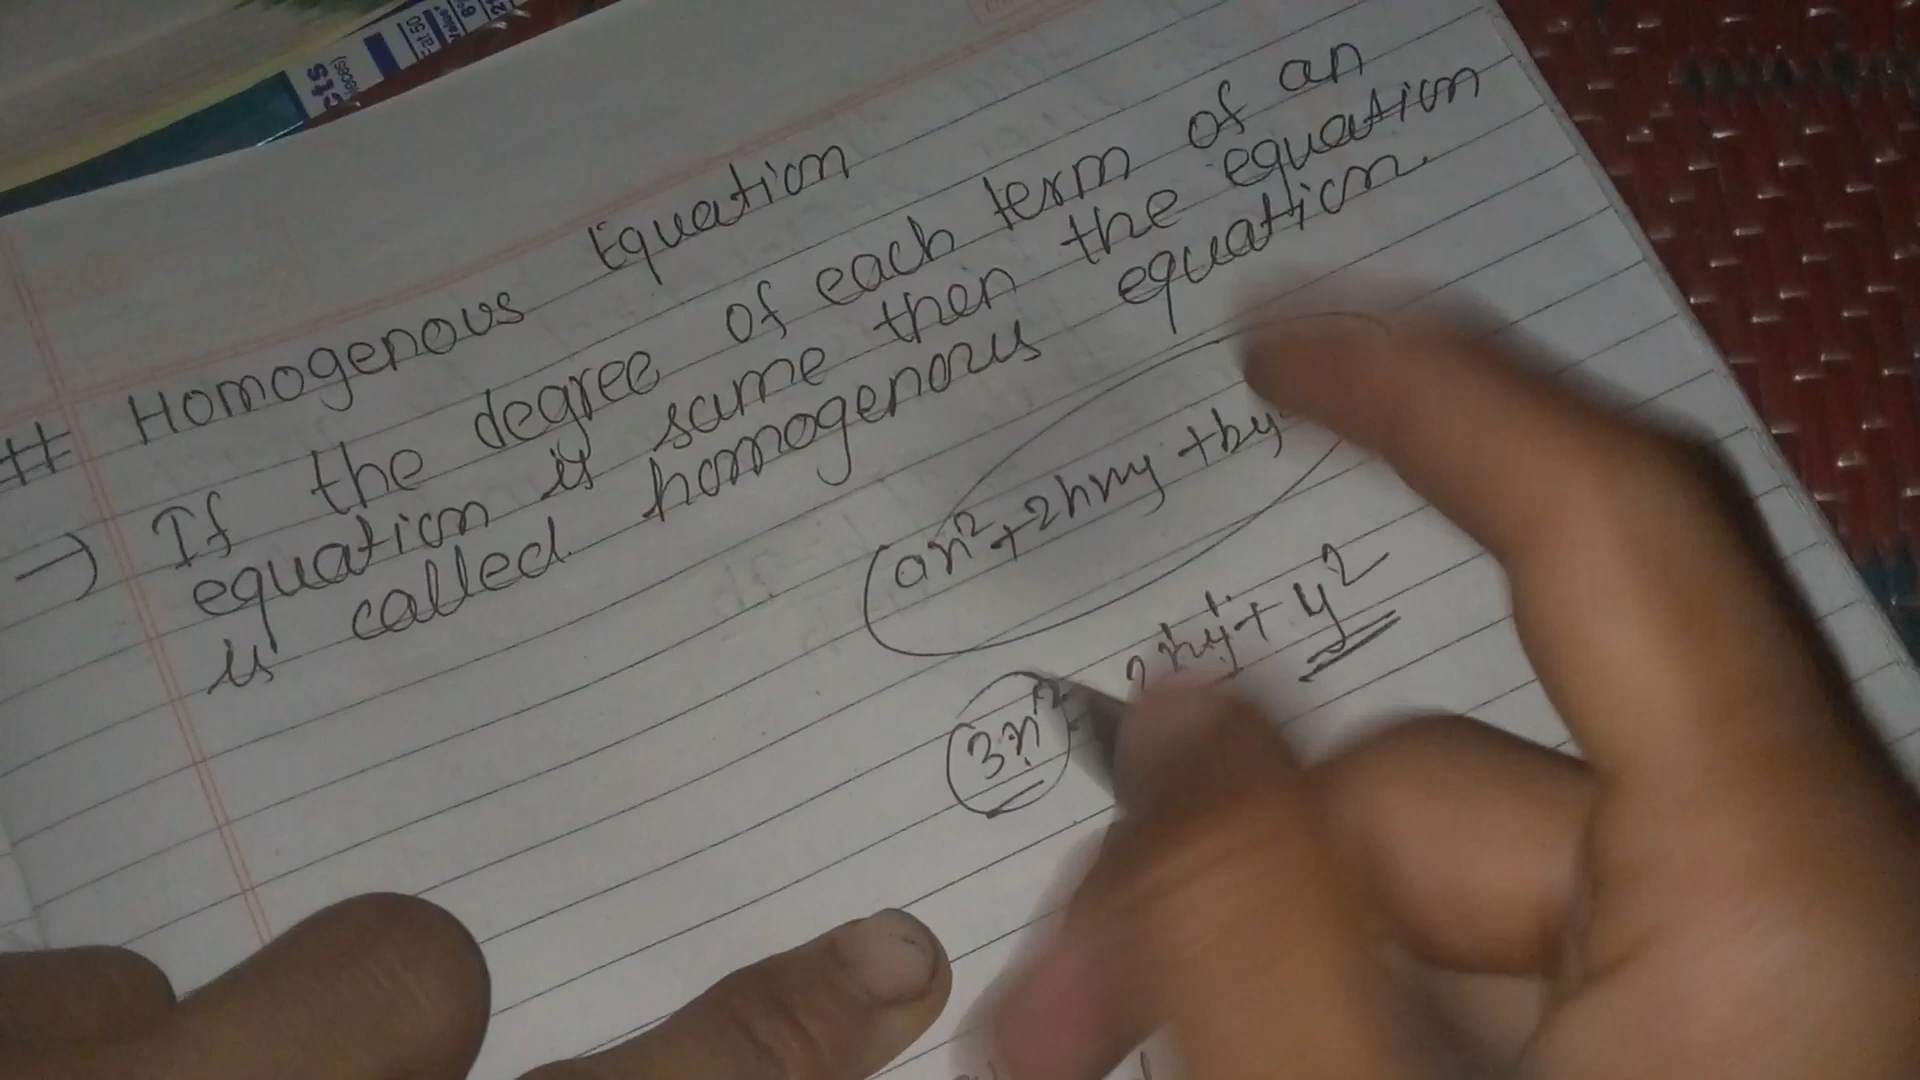 # Homogenous Equation
→ If the degree of each term of an
equation is same then the equation
is called homogenous equation.
ax²+2hxy+by
3x² 2xy+y²